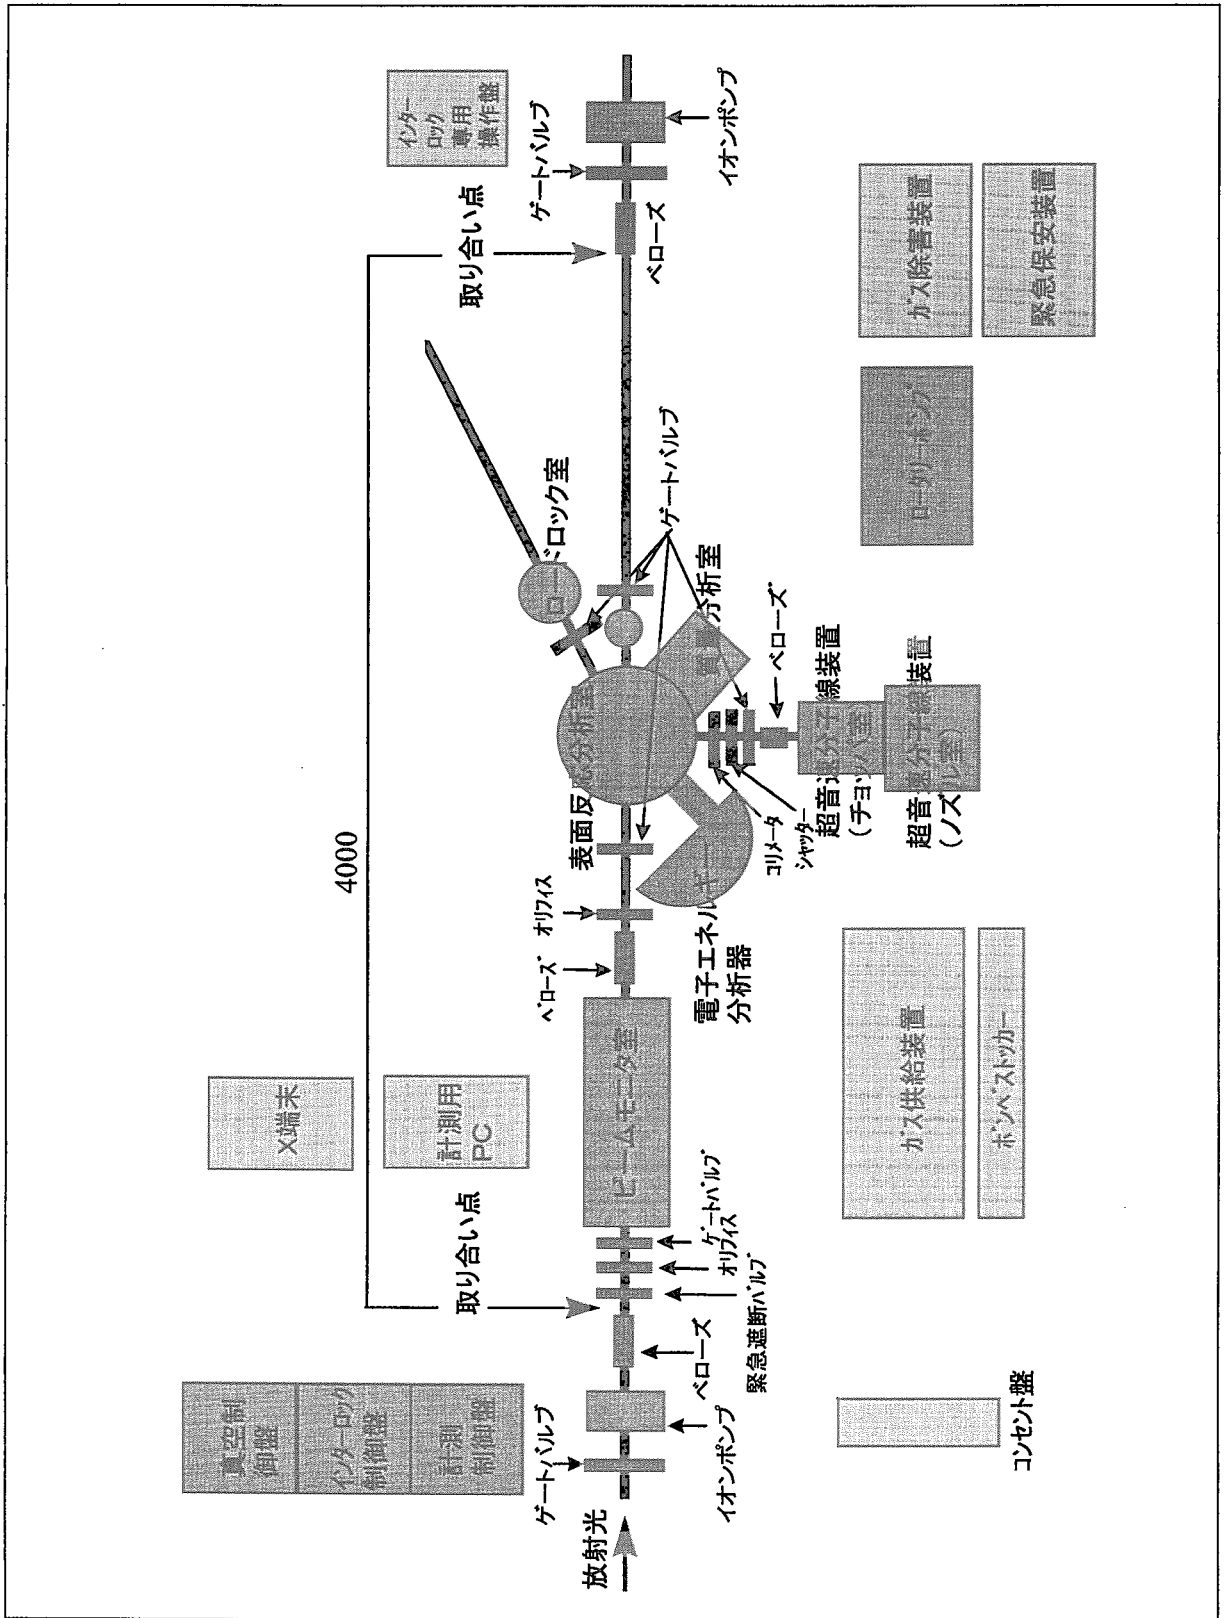 4000
取り合い点
取り合い点
インター
ロック
専用
操作盤
X端末
計測用
PC
真空制
御盤
インターロック
制御盤
計測
制御盤
放射光
ゲートバルブ
イオンポンプ
ベローズ
緊急遮断バルブ
オリフィス
ゲートバルブ
ビームモニタ室
ベローズ
オリフィス
表面反応分析室
ロードロック室
ゲートバルブ
ベローズ
ゲートバルブ
イオンポンプ
電子エネルギー
分析器
質量分析室
コリメータ
シャッター
ベローズ
超音速分子線装置
(チョッパ室)
超音速分子線装置
(ノズル室)
コンセント盤
ガス供給装置
ボンベストッカー
ロータリーポンプ
ガス除害装置
緊急保安装置